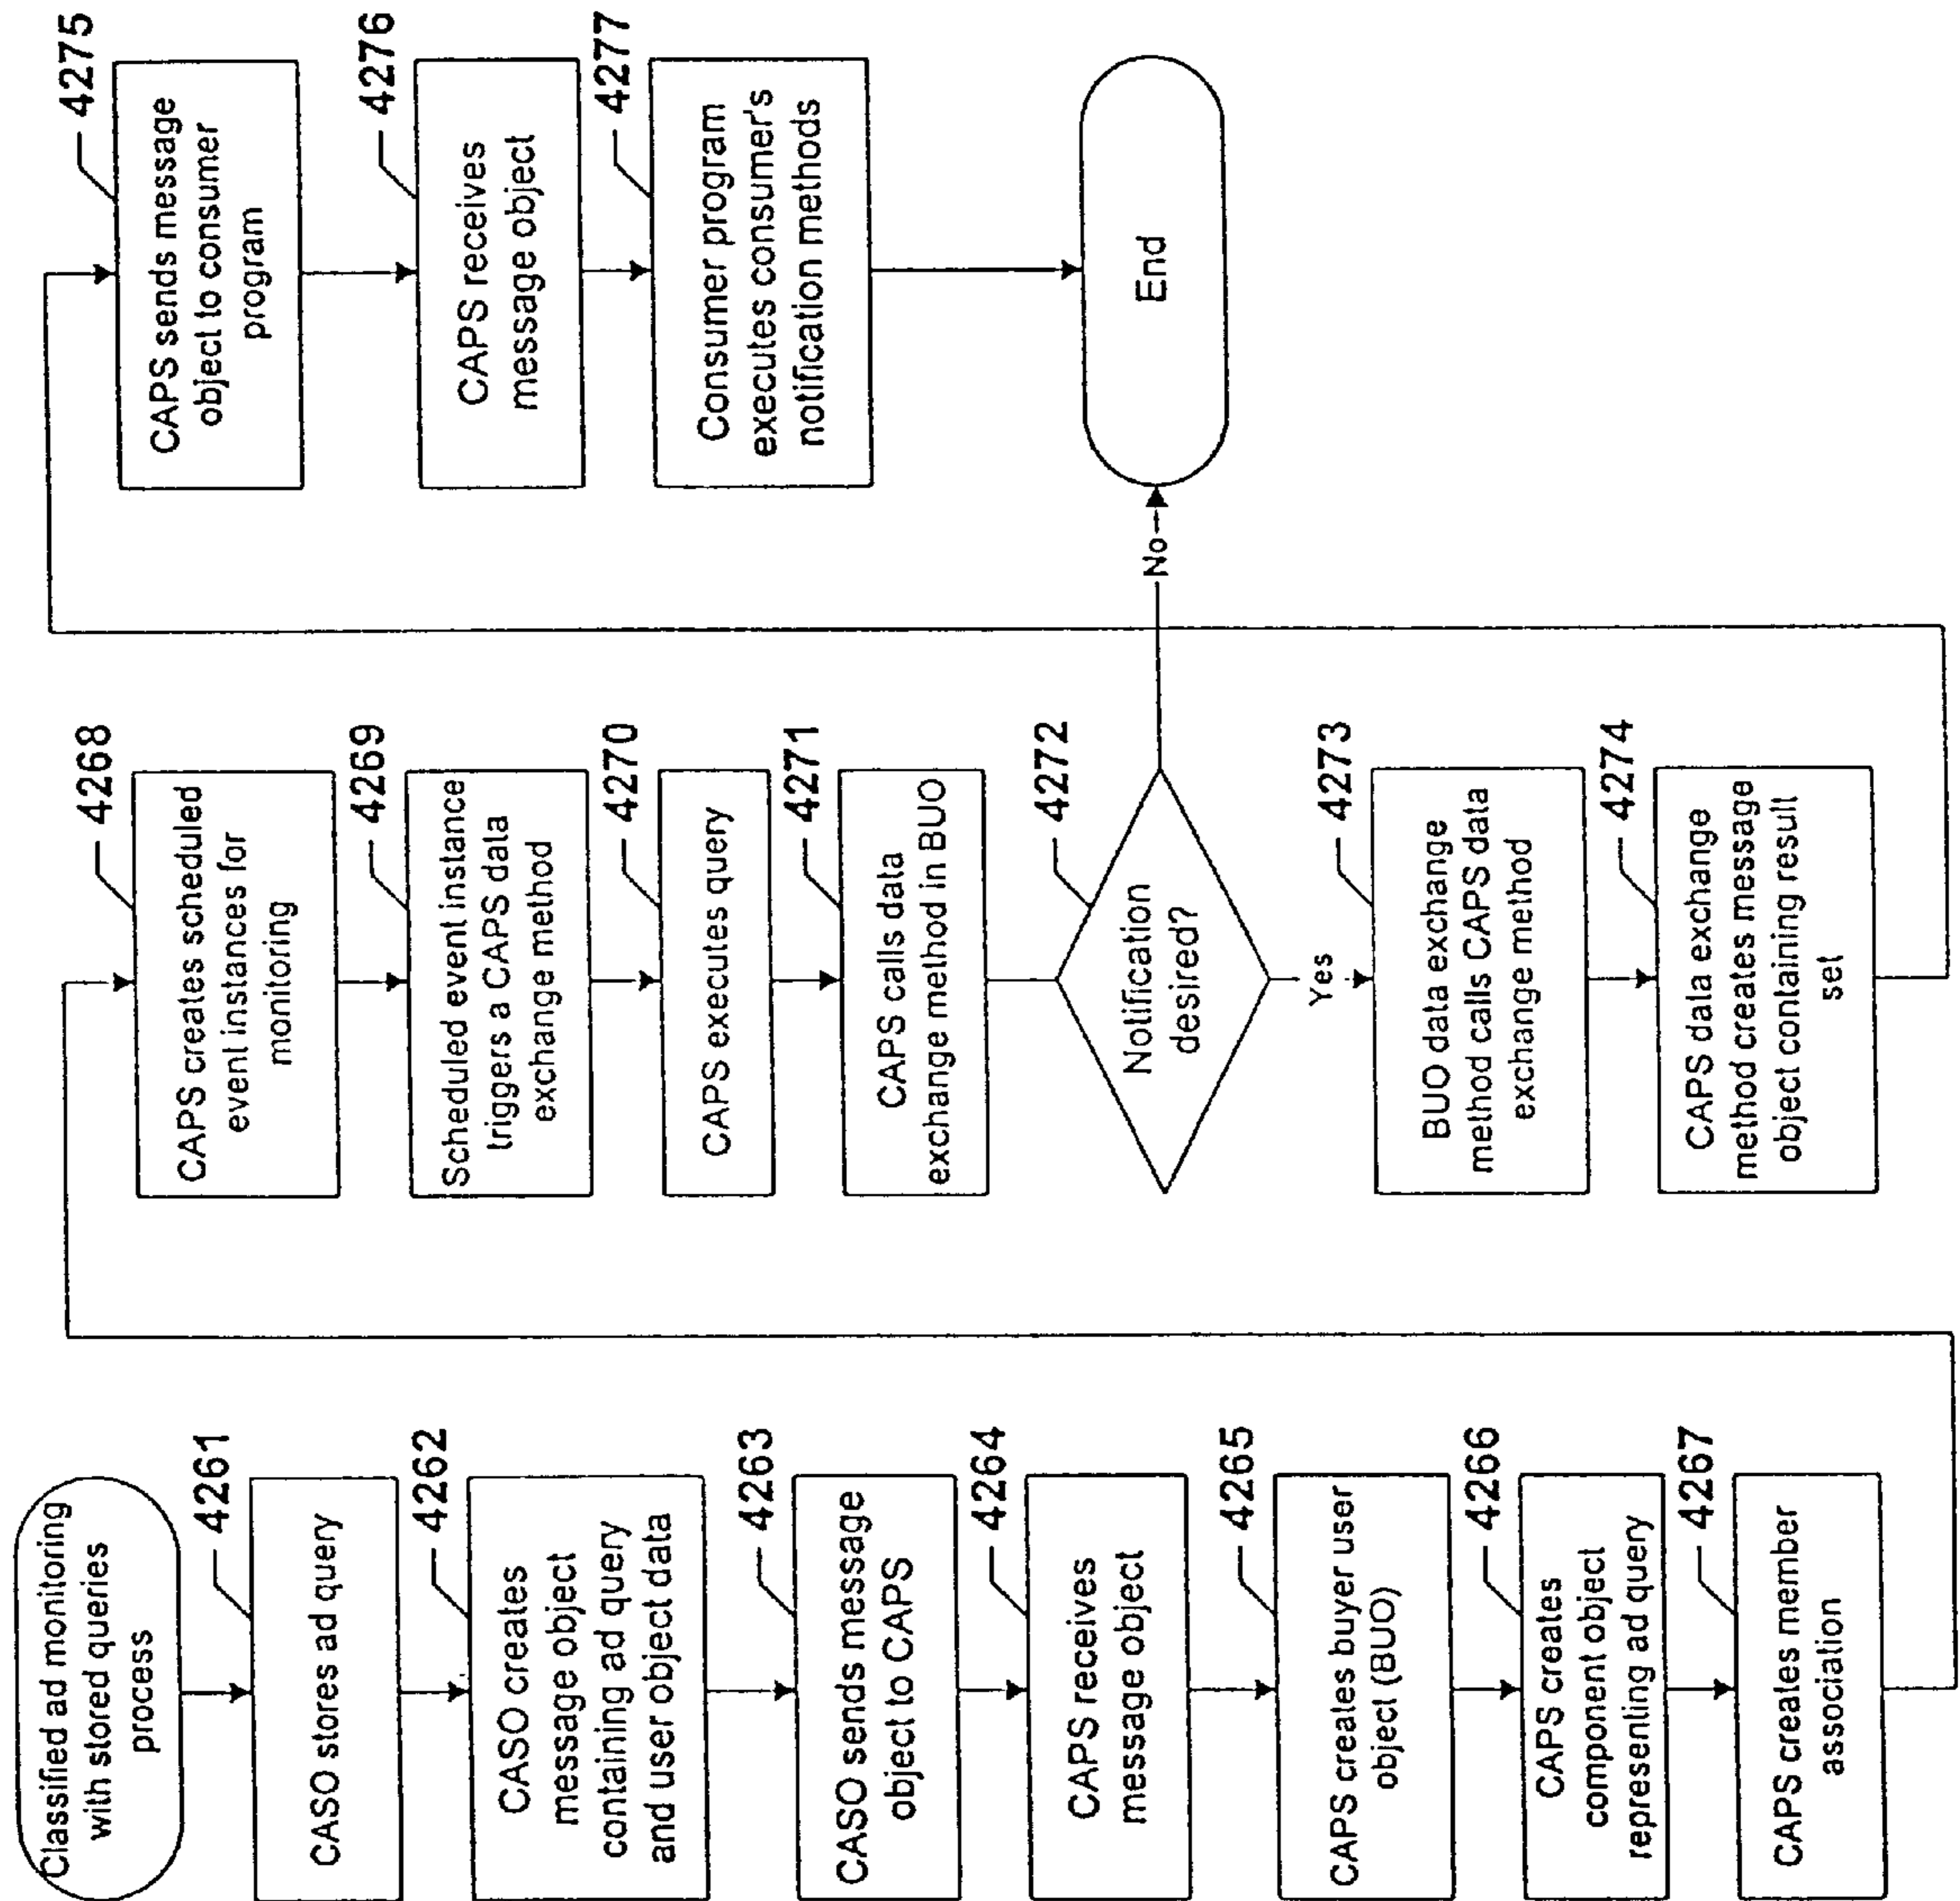 Classified ad monitoring
with stored queries
process
4261
CASO stores ad query
4262
CASO creates
message object
containing ad query
and user object data
4263
CASO sends message
object to CAPS
4264
CAPS receives
message object
4265
CAPS creates buyer user
object (BUO)
4266
CAPS creates
component object
representing ad query
4267
CAPS creates member
association
4268
CAPS creates scheduled
event instances for
monitoring
4269
Scheduled event instance
triggers a CAPS data
exchange method
4270
CAPS executes query
4271
CAPS calls data
exchange method in BUO
4272
Notification
desired?
No
Yes
4273
BUO data exchange
method calls CAPS data
exchange method
4274
CAPS data exchange
method creates message
object containing result
set
4275
CAPS sends message
object to consumer
program
4276
CAPS receives
message object
4277
Consumer program
executes consumer's
notification methods
End